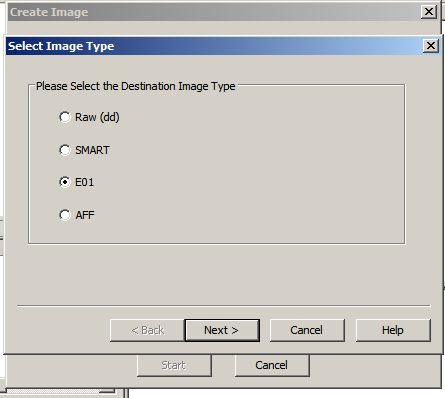 Create Image
Select Image Type
Please Select the Destination Image Type
Raw (dd)
SMART
E01
AFF
< Back
Next >
Cancel
Help
Start
Cancel